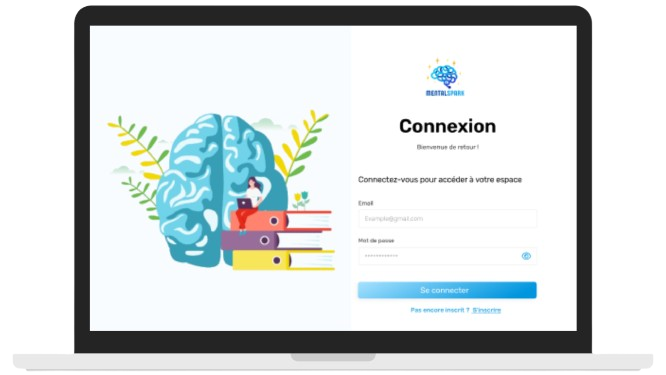 MENTALSPARK
Connexion
Bienvenue de retour !
Connectez-vous pour accéder à votre espace
Email
Example@gmail.com
Mot de passe
Se connecter
Pas encore inscrit ? S'inscrire